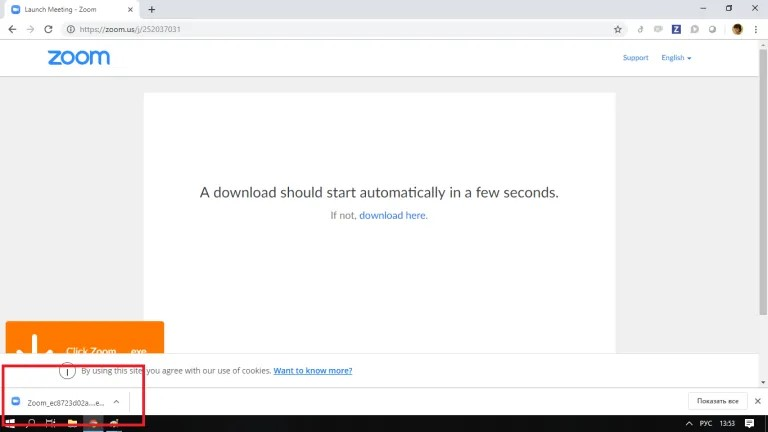 Launch Meeting - Zoom
https://zoom.us/j/252037031
zoom
Support
English
A download should start automatically in a few seconds.
If not, download here.
Click Zoom_...exe
By using this site, you agree with our use of cookies. Want to know more?
Zoom_ec8723d02a....e...
Показать все
РУС
13:53